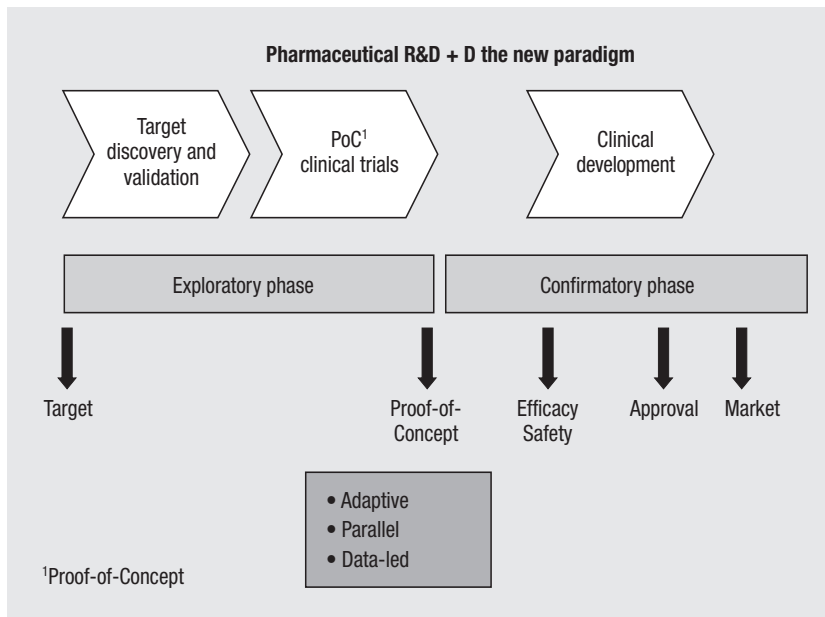 Pharmaceutical R&D + D the new paradigm
Target
discovery and
validation
PoC¹
clinical trials
Clinical
development
Exploratory phase
Confirmatory phase
Target
Proof-of-
Concept
Efficacy
Safety
Approval
Market
• Adaptive
• Parallel
• Data-led
¹Proof-of-Concept